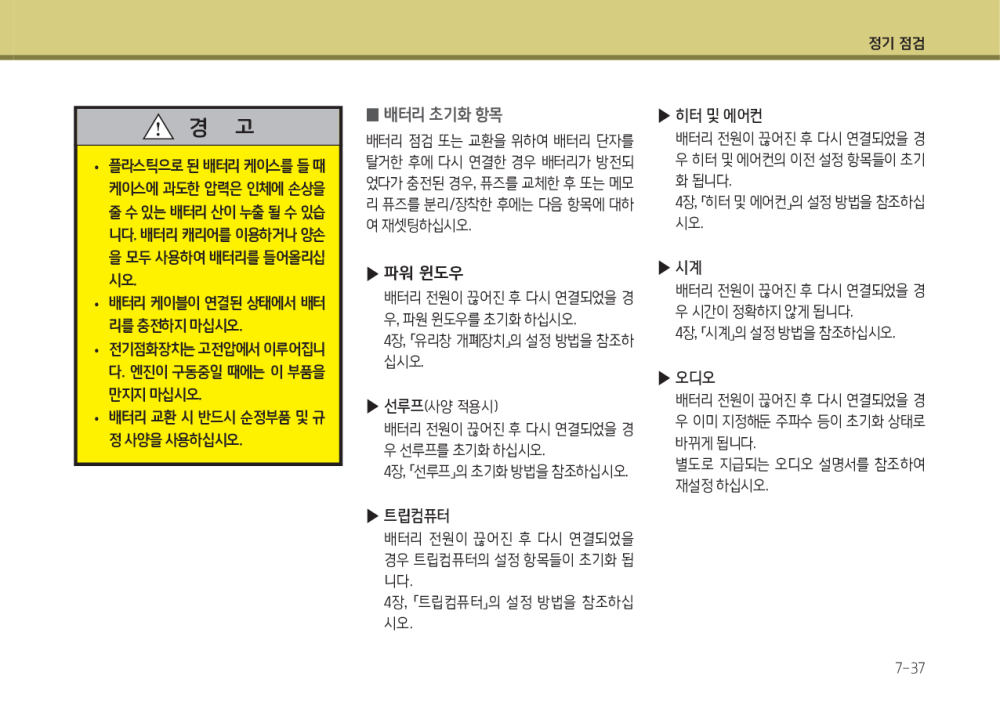 정기 점검
경 고
• 플라스틱으로 된 배터리 케이스를 들 때
케이스에 과도한 압력은 인체에 손상을
줄 수 있는 배터리 산이 누출 될 수 있습
니다. 배터리 캐리어를 이용하거나 양손
을 모두 사용하여 배터리를 들어올리십
시오.
• 배터리 케이블이 연결된 상태에서 배터
리를 충전하지 마십시오.
• 전기점화장치는 고전압에서 이루어집니
다. 엔진이 구동중일 때에는 이 부품을
만지지 마십시오.
• 배터리 교환 시 반드시 순정부품 및 규
정 사양을 사용하십시오.
■ 배터리 초기화 항목
배터리 점검 또는 교환을 위하여 배터리 단자를
탈거한 후에 다시 연결한 경우 배터리가 방전되
었다가 충전된 경우, 퓨즈를 교체한 후 또는 메모
리 퓨즈를 분리/장착한 후에는 다음 항목에 대하
여 재셋팅하십시오.
▶ 파워 윈도우
배터리 전원이 끊어진 후 다시 연결되었을 경
우, 파워 윈도우를 초기화 하십시오.
4장, 「유리창 개폐장치」의 설정 방법을 참조하
십시오.
▶ 선루프(사양 적용시)
배터리 전원이 끊어진 후 다시 연결되었을 경
우 선루프를 초기화 하십시오.
4장, 「선루프」의 초기화 방법을 참조하십시오.
▶ 트립컴퓨터
배터리 전원이 끊어진 후 다시 연결되었을
경우 트립컴퓨터의 설정 항목들이 초기화 됩
니다.
4장, 「트립컴퓨터」의 설정 방법을 참조하십
시오.
▶ 히터 및 에어컨
배터리 전원이 끊어진 후 다시 연결되었을 경
우 히터 및 에어컨의 이전 설정 항목들이 초기
화 됩니다.
4장, 「히터 및 에어컨」의 설정 방법을 참조하십
시오.
▶ 시계
배터리 전원이 끊어진 후 다시 연결되었을 경
우 시간이 정확하지 않게 됩니다.
4장, 「시계」의 설정 방법을 참조하십시오.
▶ 오디오
배터리 전원이 끊어진 후 다시 연결되었을 경
우 이미 지정해둔 주파수 등이 초기화 상태로
바뀌게 됩니다.
별도로 지급되는 오디오 설명서를 참조하여
재설정 하십시오.
7-37